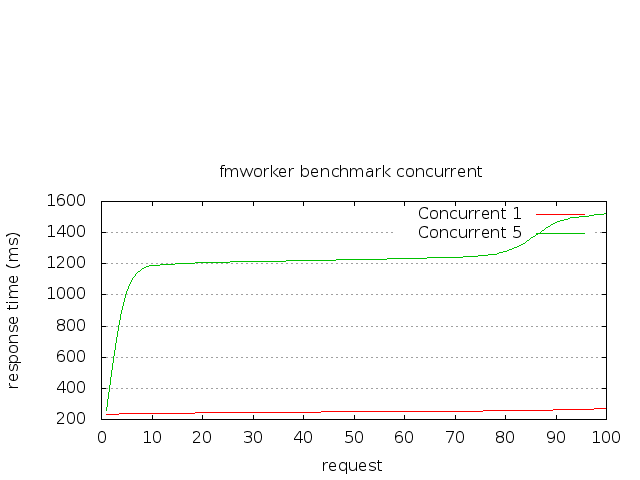 fmworker benchmark concurrent
1600
1400
1200
1000
800
600
400
200
response time (ms)
Concurrent 1
Concurrent 5
0 10 20 30 40 50 60 70 80 90 100
request